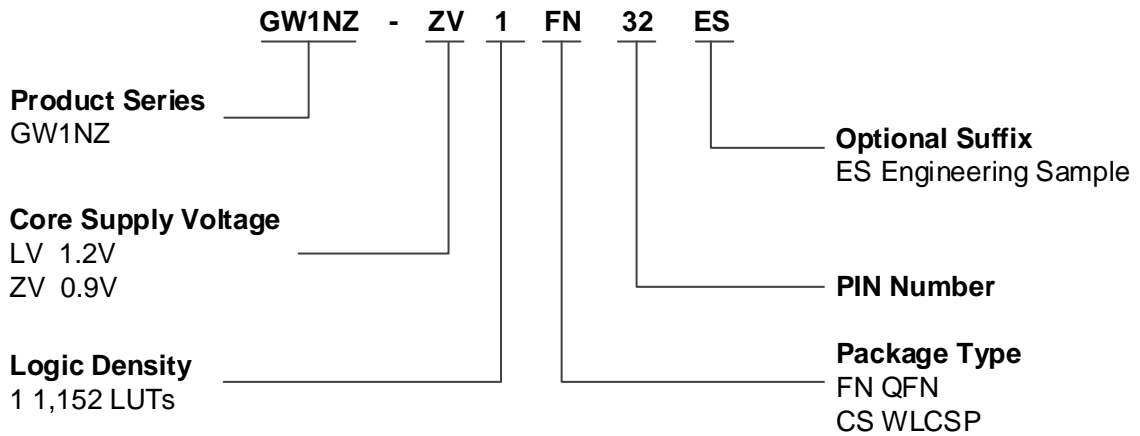 GW1NZ - ZV 1 FN 32 ES
Product Series
GW1NZ
Optional Suffix
ES Engineering Sample
Core Supply Voltage
LV 1.2V
ZV 0.9V
PIN Number
Logic Density
1 1,152 LUTs
Package Type
FN QFN
CS WLCSP